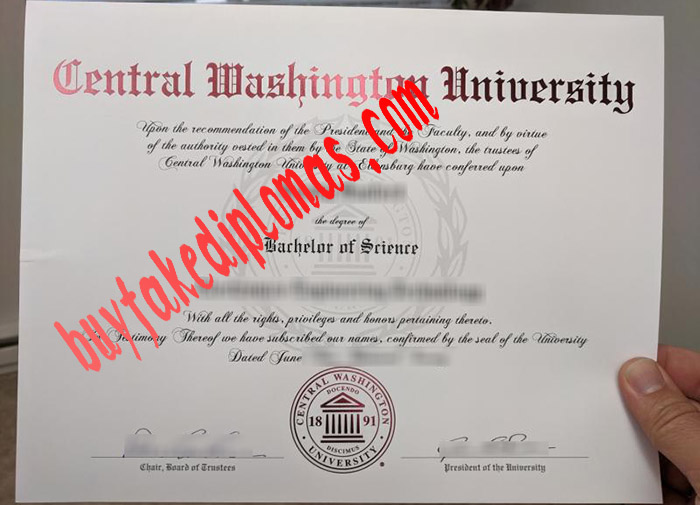 Central Washington University
Upon the recommendation of the President and the Faculty, and by virtue
of the authority vested in them by the State of Washington, the trustees of
Central Washington University at Ellensburg have conferred upon
the degree of
Bachelor of Science
With all the rights, privileges and honors pertaining thereto.
In Testimony Thereof we have subscribed our names, confirmed by the seal of the University
Dated June
CENTRAL WASHINGTON
DOCENDO
18 91
DISCIMUS
UNIVERSITY
Chair, Board of Trustees
President of the University
buyfakediplomas.com